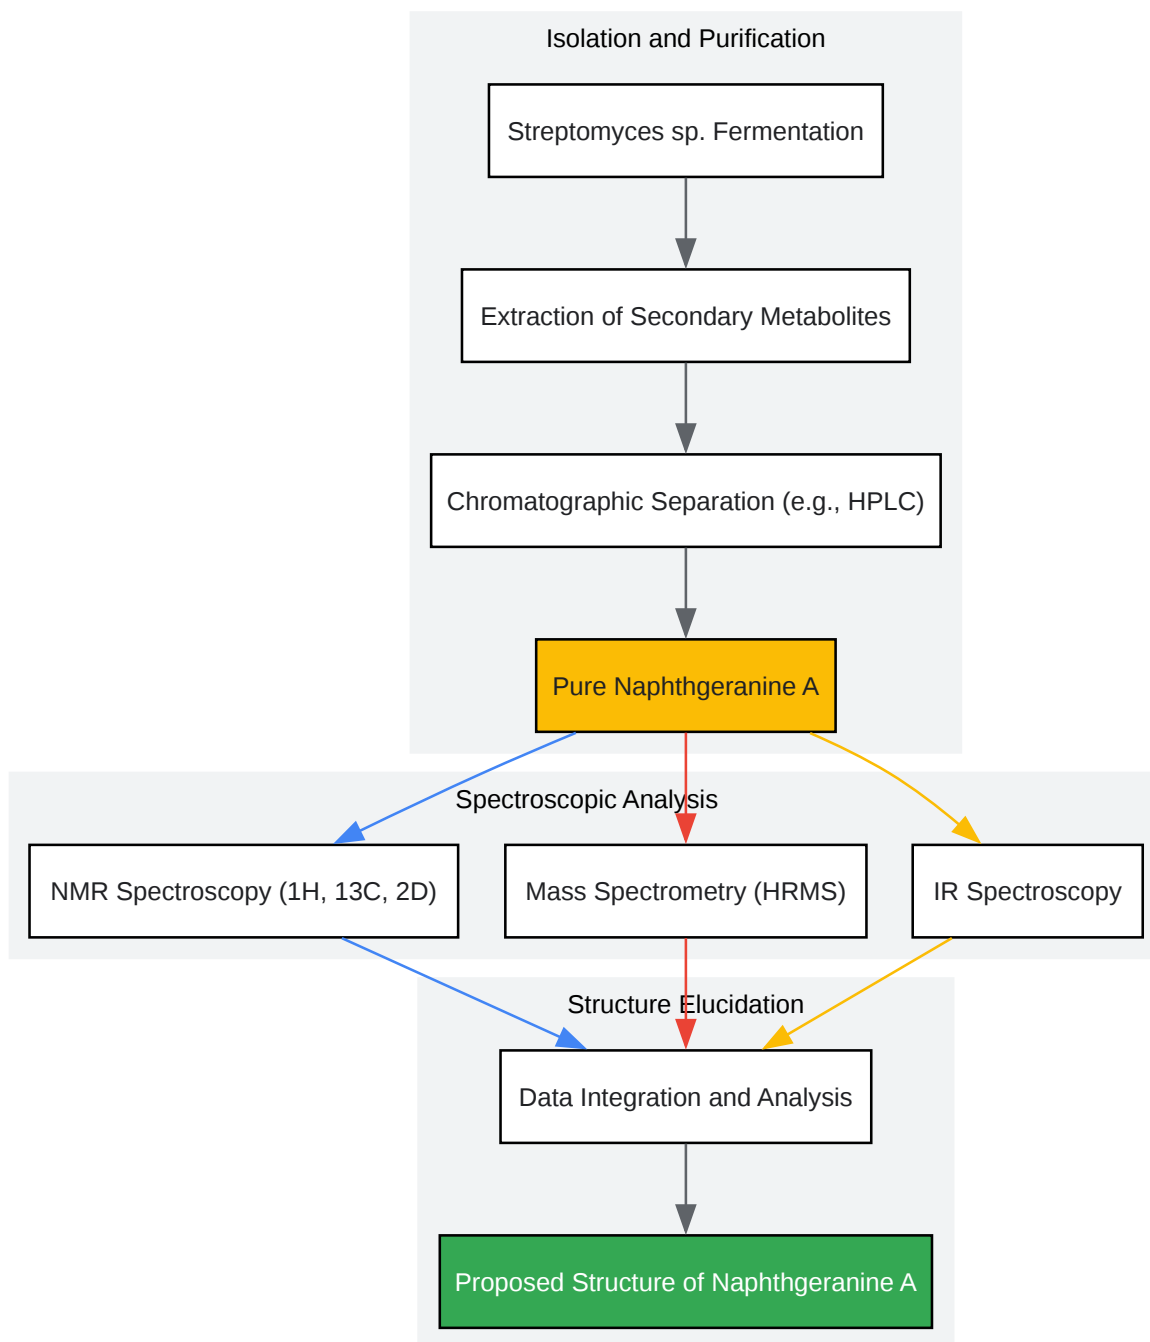 Isolation and Purification
Streptomyces sp. Fermentation
Extraction of Secondary Metabolites
Chromatographic Separation (e.g., HPLC)
Pure Naphthgeranine A
Spectroscopic Analysis
NMR Spectroscopy (1H, 13C, 2D)
Mass Spectrometry (HRMS)
IR Spectroscopy
Structure Elucidation
Data Integration and Analysis
Proposed Structure of Naphthgeranine A